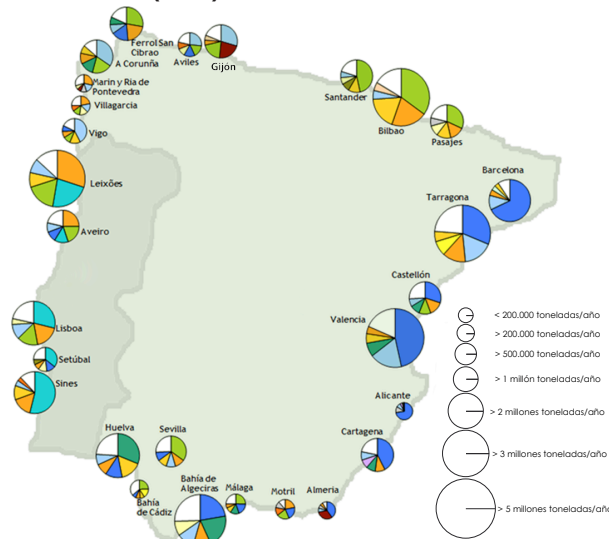 Ferrol San
Cibrao
A Coruña
Aviles
Gijón
Marin y Ria de
Pontevedra
Villagarcia
Vigo
Santander
Bilbao
Pasajes
Barcelona
Leixões
Tarragona
Aveiro
Castellón
Valencia
Lisboa
Setúbal
Sines
Alicante
Huelva
Sevilla
Cartagena
Bahía de
Algeciras
Málaga
Motril
Almeria
Bahía
de Cádiz
< 200.000 toneladas/año
> 200.000 toneladas/año
> 500.000 toneladas/año
> 1 millón toneladas/año
> 2 millones toneladas/año
> 3 millones toneladas/año
> 5 millones toneladas/año